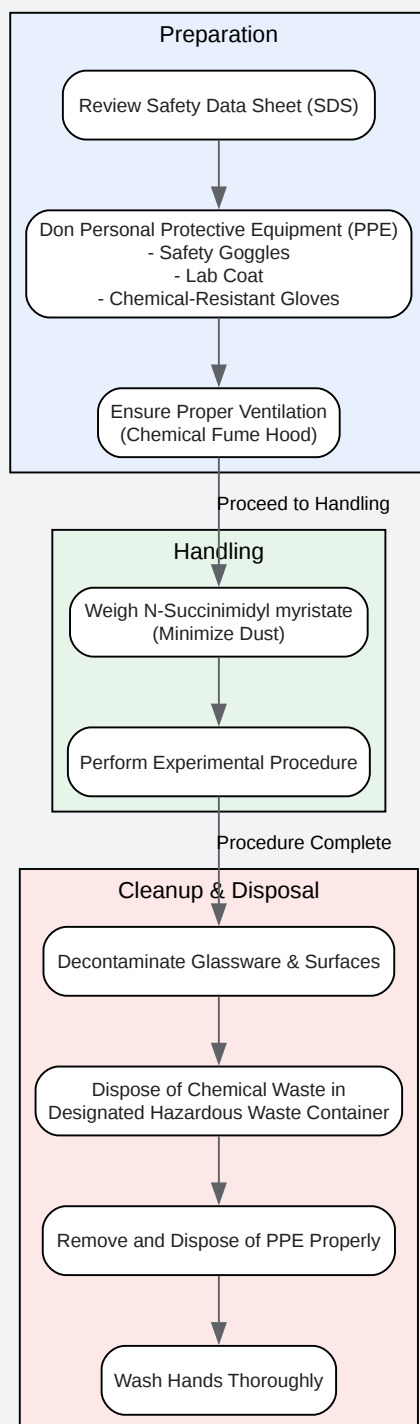 Preparation
Review Safety Data Sheet (SDS)
Don Personal Protective Equipment (PPE)
- Safety Goggles
- Lab Coat
- Chemical-Resistant Gloves
Ensure Proper Ventilation
(Chemical Fume Hood)
Proceed to Handling
Handling
Weigh N-Succinimidyl myristate
(Minimize Dust)
Perform Experimental Procedure
Procedure Complete
Cleanup & Disposal
Decontaminate Glassware & Surfaces
Dispose of Chemical Waste in
Designated Hazardous Waste Container
Remove and Dispose of PPE Properly
Wash Hands Thoroughly